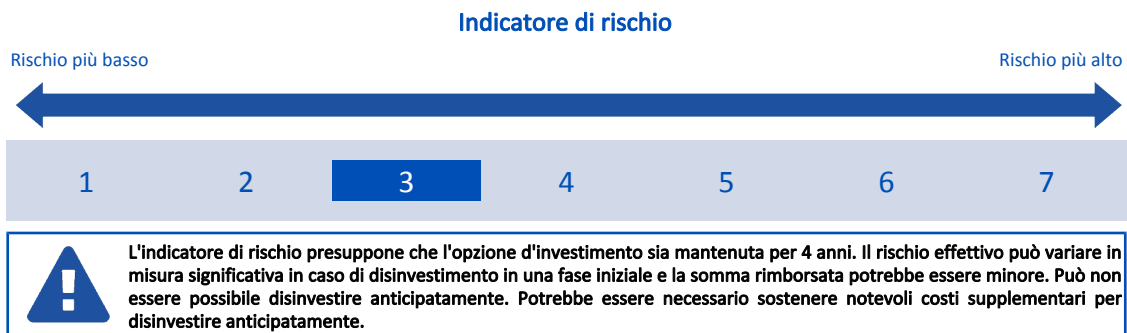 Indicatore di rischio
Rischio più basso
Rischio più alto
1 2 3 4 5 6 7
L'indicatore di rischio presuppone che l'opzione d'investimento sia mantenuta per 4 anni. Il rischio effettivo può variare in
misura significativa in caso di disinvestimento in una fase iniziale e la somma rimborsata potrebbe essere minore. Può non
essere possibile disinvestire anticipatamente. Potrebbe essere necessario sostenere notevoli costi supplementari per
disinvestire anticipatamente.